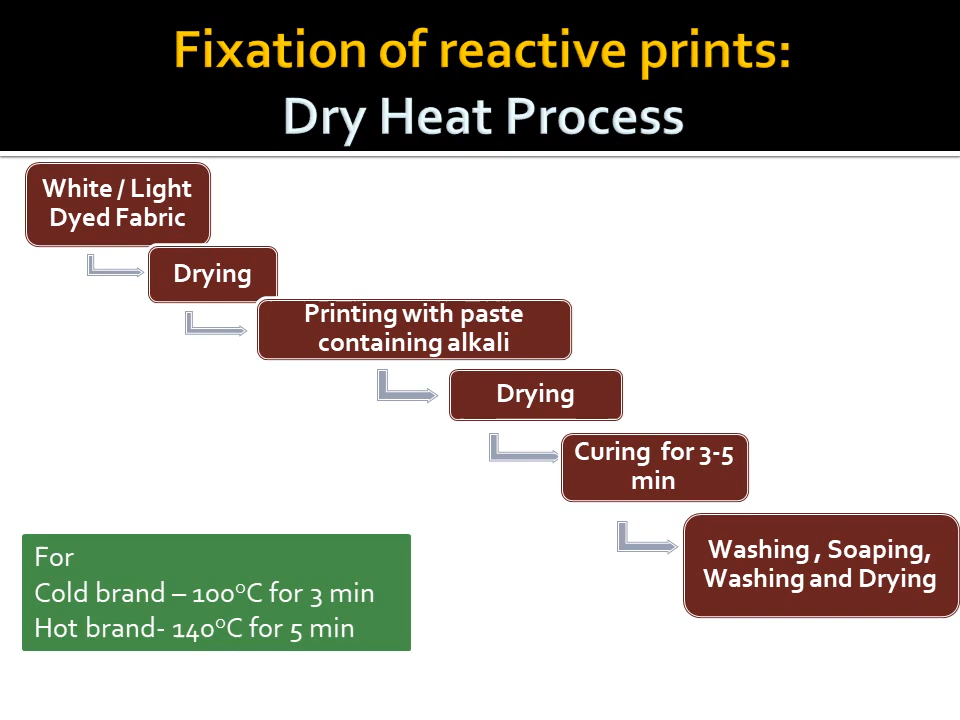 Fixation of reactive prints:
Dry Heat Process
White / Light
Dyed Fabric
Drying
Printing with paste
containing alkali
Drying
Curing for 3-5
min
Washing , Soaping,
Washing and Drying
For
Cold brand – 100⁰C for 3 min
Hot brand- 140⁰C for 5 min